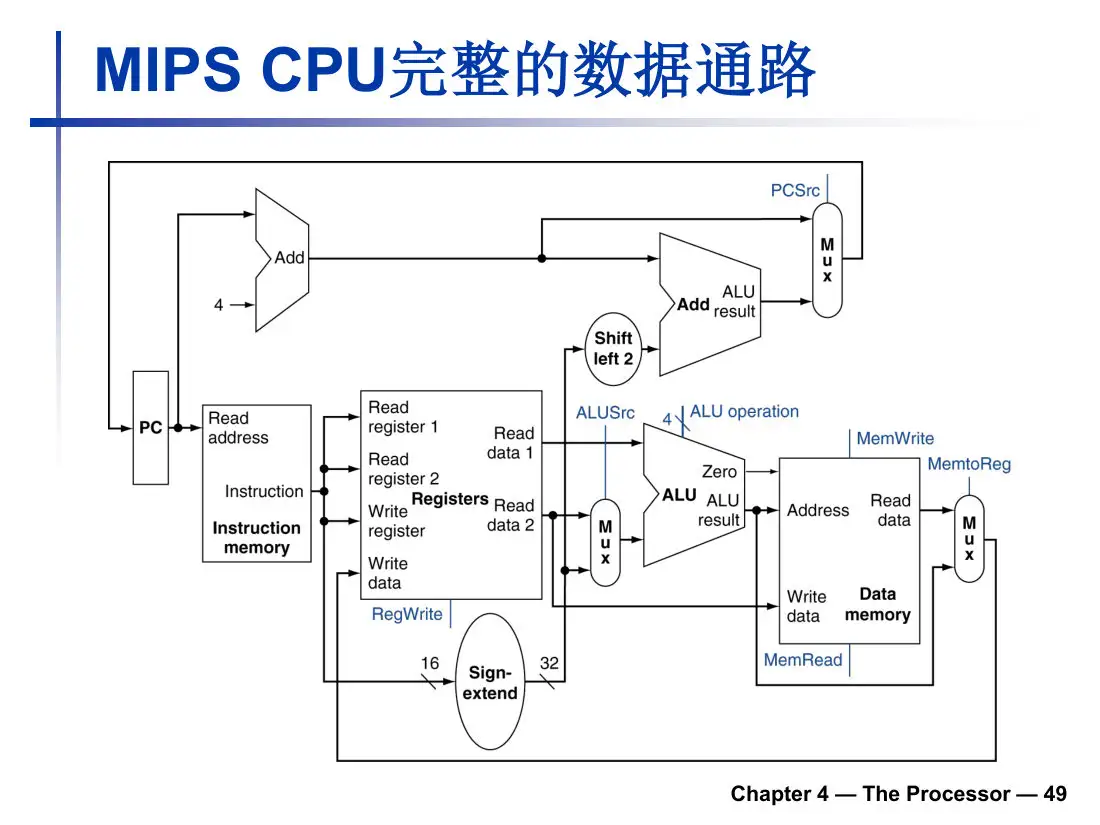 MIPS CPU完整的数据通路
PCSrc
M
u
x
Add
4
Add
ALU
result
Shift
left 2
PC
Read
address
Instruction
Instruction
memory
Read
register 1
Read
register 2
Write
register
Write
data
Registers
Read
data 1
Read
data 2
RegWrite
ALUSrc
M
u
x
4
ALU operation
Zero
ALU
ALU
result
MemWrite
Address
Read
data
Write
data
Data
memory
MemRead
MemtoReg
M
u
x
16
Sign-
extend
32
Chapter 4 — The Processor — 49